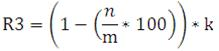 R3 = (1 − (n/m * 100)) * k